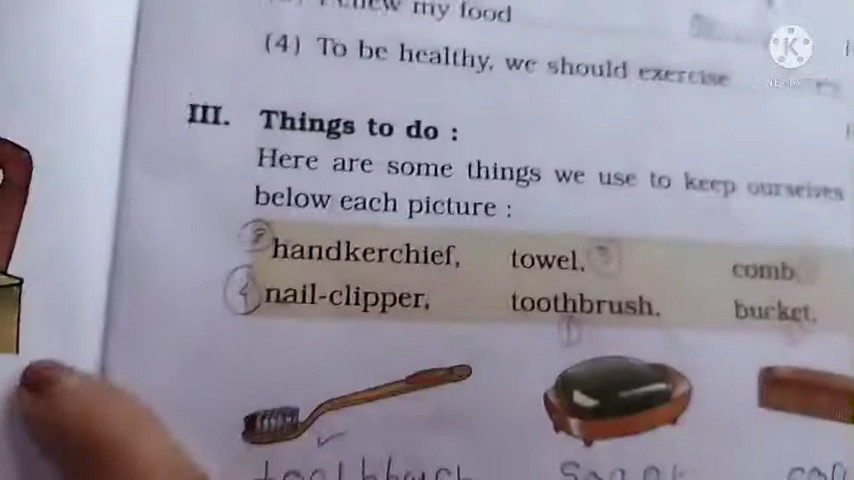 my food
(4) To be healthy, we should exercise
III. Things to do :
Here are some things we use to keep ourselves
below each picture :
handkerchief, towel, comb,
nail-clipper, toothbrush, bucket,
toothbrush